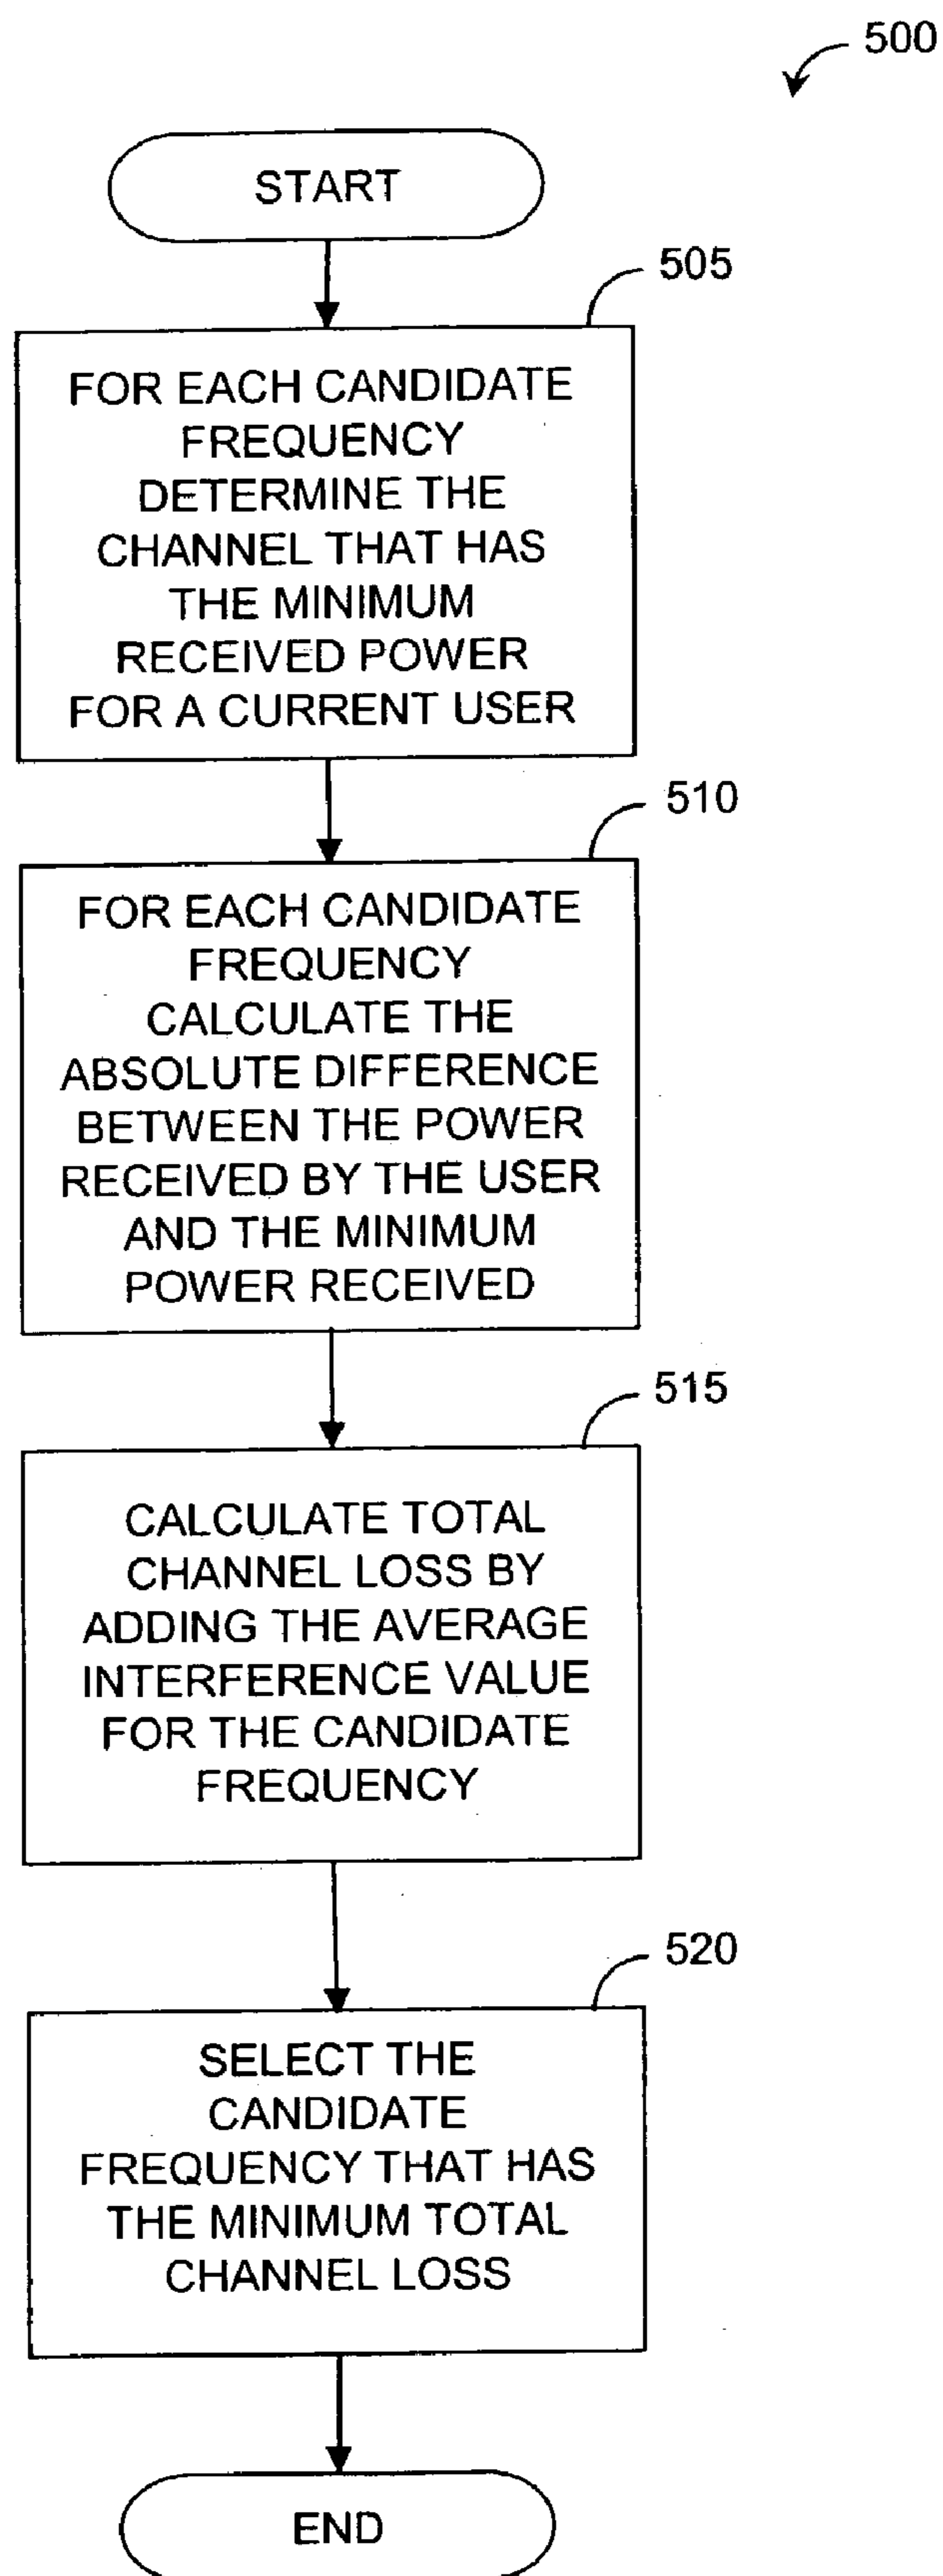 500
START
505
FOR EACH CANDIDATE
FREQUENCY
DETERMINE THE
CHANNEL THAT HAS
THE MINIMUM
RECEIVED POWER
FOR A CURRENT USER
510
FOR EACH CANDIDATE
FREQUENCY
CALCULATE THE
ABSOLUTE DIFFERENCE
BETWEEN THE POWER
RECEIVED BY THE USER
AND THE MINIMUM
POWER RECEIVED
515
CALCULATE TOTAL
CHANNEL LOSS BY
ADDING THE AVERAGE
INTERFERENCE VALUE
FOR THE CANDIDATE
FREQUENCY
520
SELECT THE
CANDIDATE
FREQUENCY THAT HAS
THE MINIMUM TOTAL
CHANNEL LOSS
END